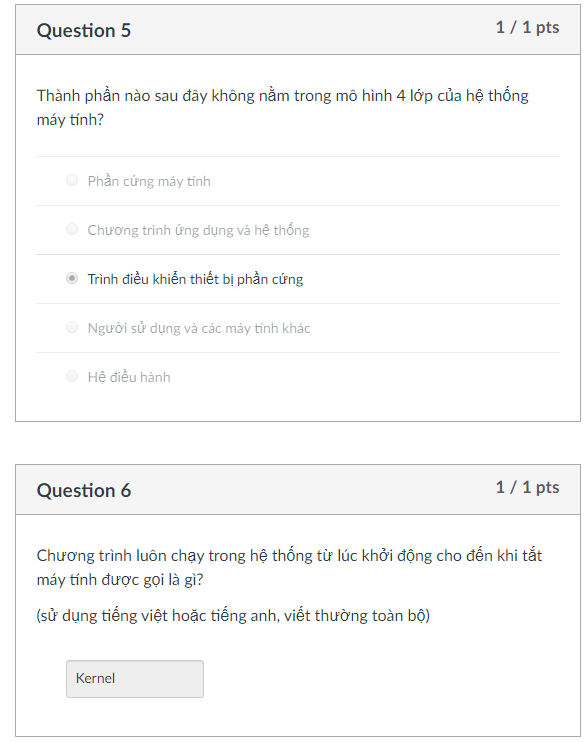 Question 5
1 / 1 pts
Thành phần nào sau đây không nằm trong mô hình 4 lớp của hệ thống
máy tính?
Phần cứng máy tính
Chương trình ứng dụng và hệ thống
Trình điều khiển thiết bị phần cứng
Người sử dụng và các máy tính khác
Hệ điều hành
Question 6
1 / 1 pts
Chương trình luôn chạy trong hệ thống từ lúc khởi động cho đến khi tắt
máy tính được gọi là gì?
(sử dụng tiếng việt hoặc tiếng anh, viết thường toàn bộ)
Kernel